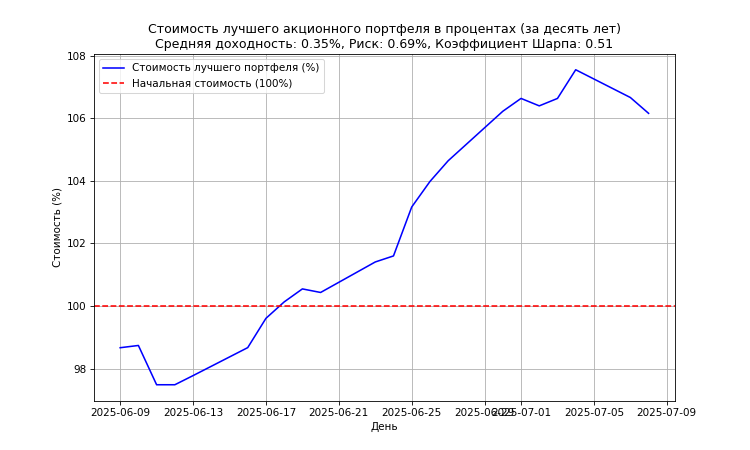 Стоимость лучшего акционного портфеля в процентах (за десять лет)
Средняя доходность: 0.35%, Риск: 0.69%, Коэффициент Шарпа: 0.51
Стоимость лучшего портфеля (%)
Начальная стоимость (100%)
Стоимость (%)
108
106
104
102
100
98
2025-06-09 2025-06-13 2025-06-17 2025-06-21 2025-06-25 2025-06-29 2025-07-01 2025-07-05 2025-07-09
День